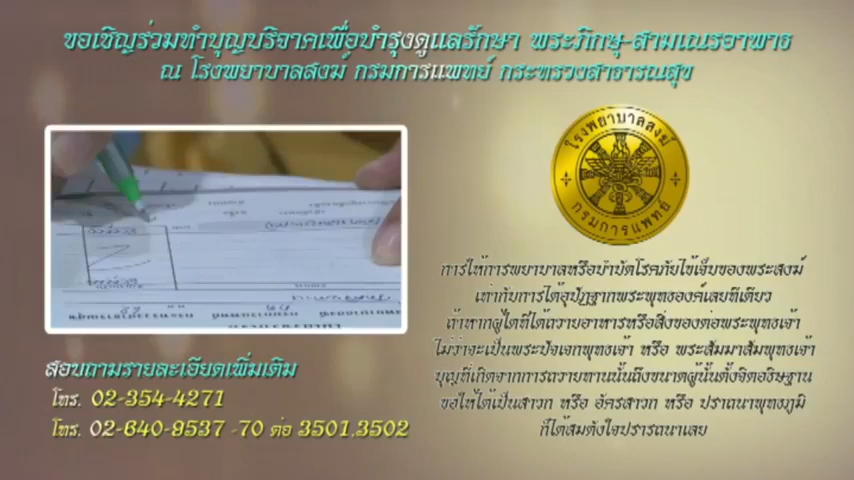 ขอเชิญร่วมทำบุญบริจาคเพื่อบำรุงดูแลรักษา พระภิกษุ-สามเณรอาพาธ
ณ โรงพยาบาลสงฆ์ กรมการแพทย์ กระทรวงสาธารณสุข
โรงพยาบาลสงฆ์
กรมการแพทย์
การให้การพยาบาลหรือบำบัดโรคภัยไข้เจ็บของพระสงฆ์
เท่ากับการได้อุปัฏฐากพระพุทธองค์เลยทีเดียว
ถ้าหากผู้ใดที่ได้ถวายอาหารหรือสิ่งของต่อพระพุทธเจ้า
ไม่ว่าจะเป็นพระปัจเจกพุทธเจ้า หรือ พระสัมมาสัมพุทธเจ้า
บุญที่เกิดจากการถวายทานนั้นถึงขนาดผู้นั้นตั้งจิตอธิษฐาน
ขอให้ได้เป็นสาวก หรือ อัครสาวก หรือ ปราถนาพุทธภูมิ
ก็ได้สมดังใจปรารถนาเลย
สอบถามรายละเอียดเพิ่มเติม
โทร. 02-354-4271
โทร. 02-640-9537 -70 ต่อ 3501,3502